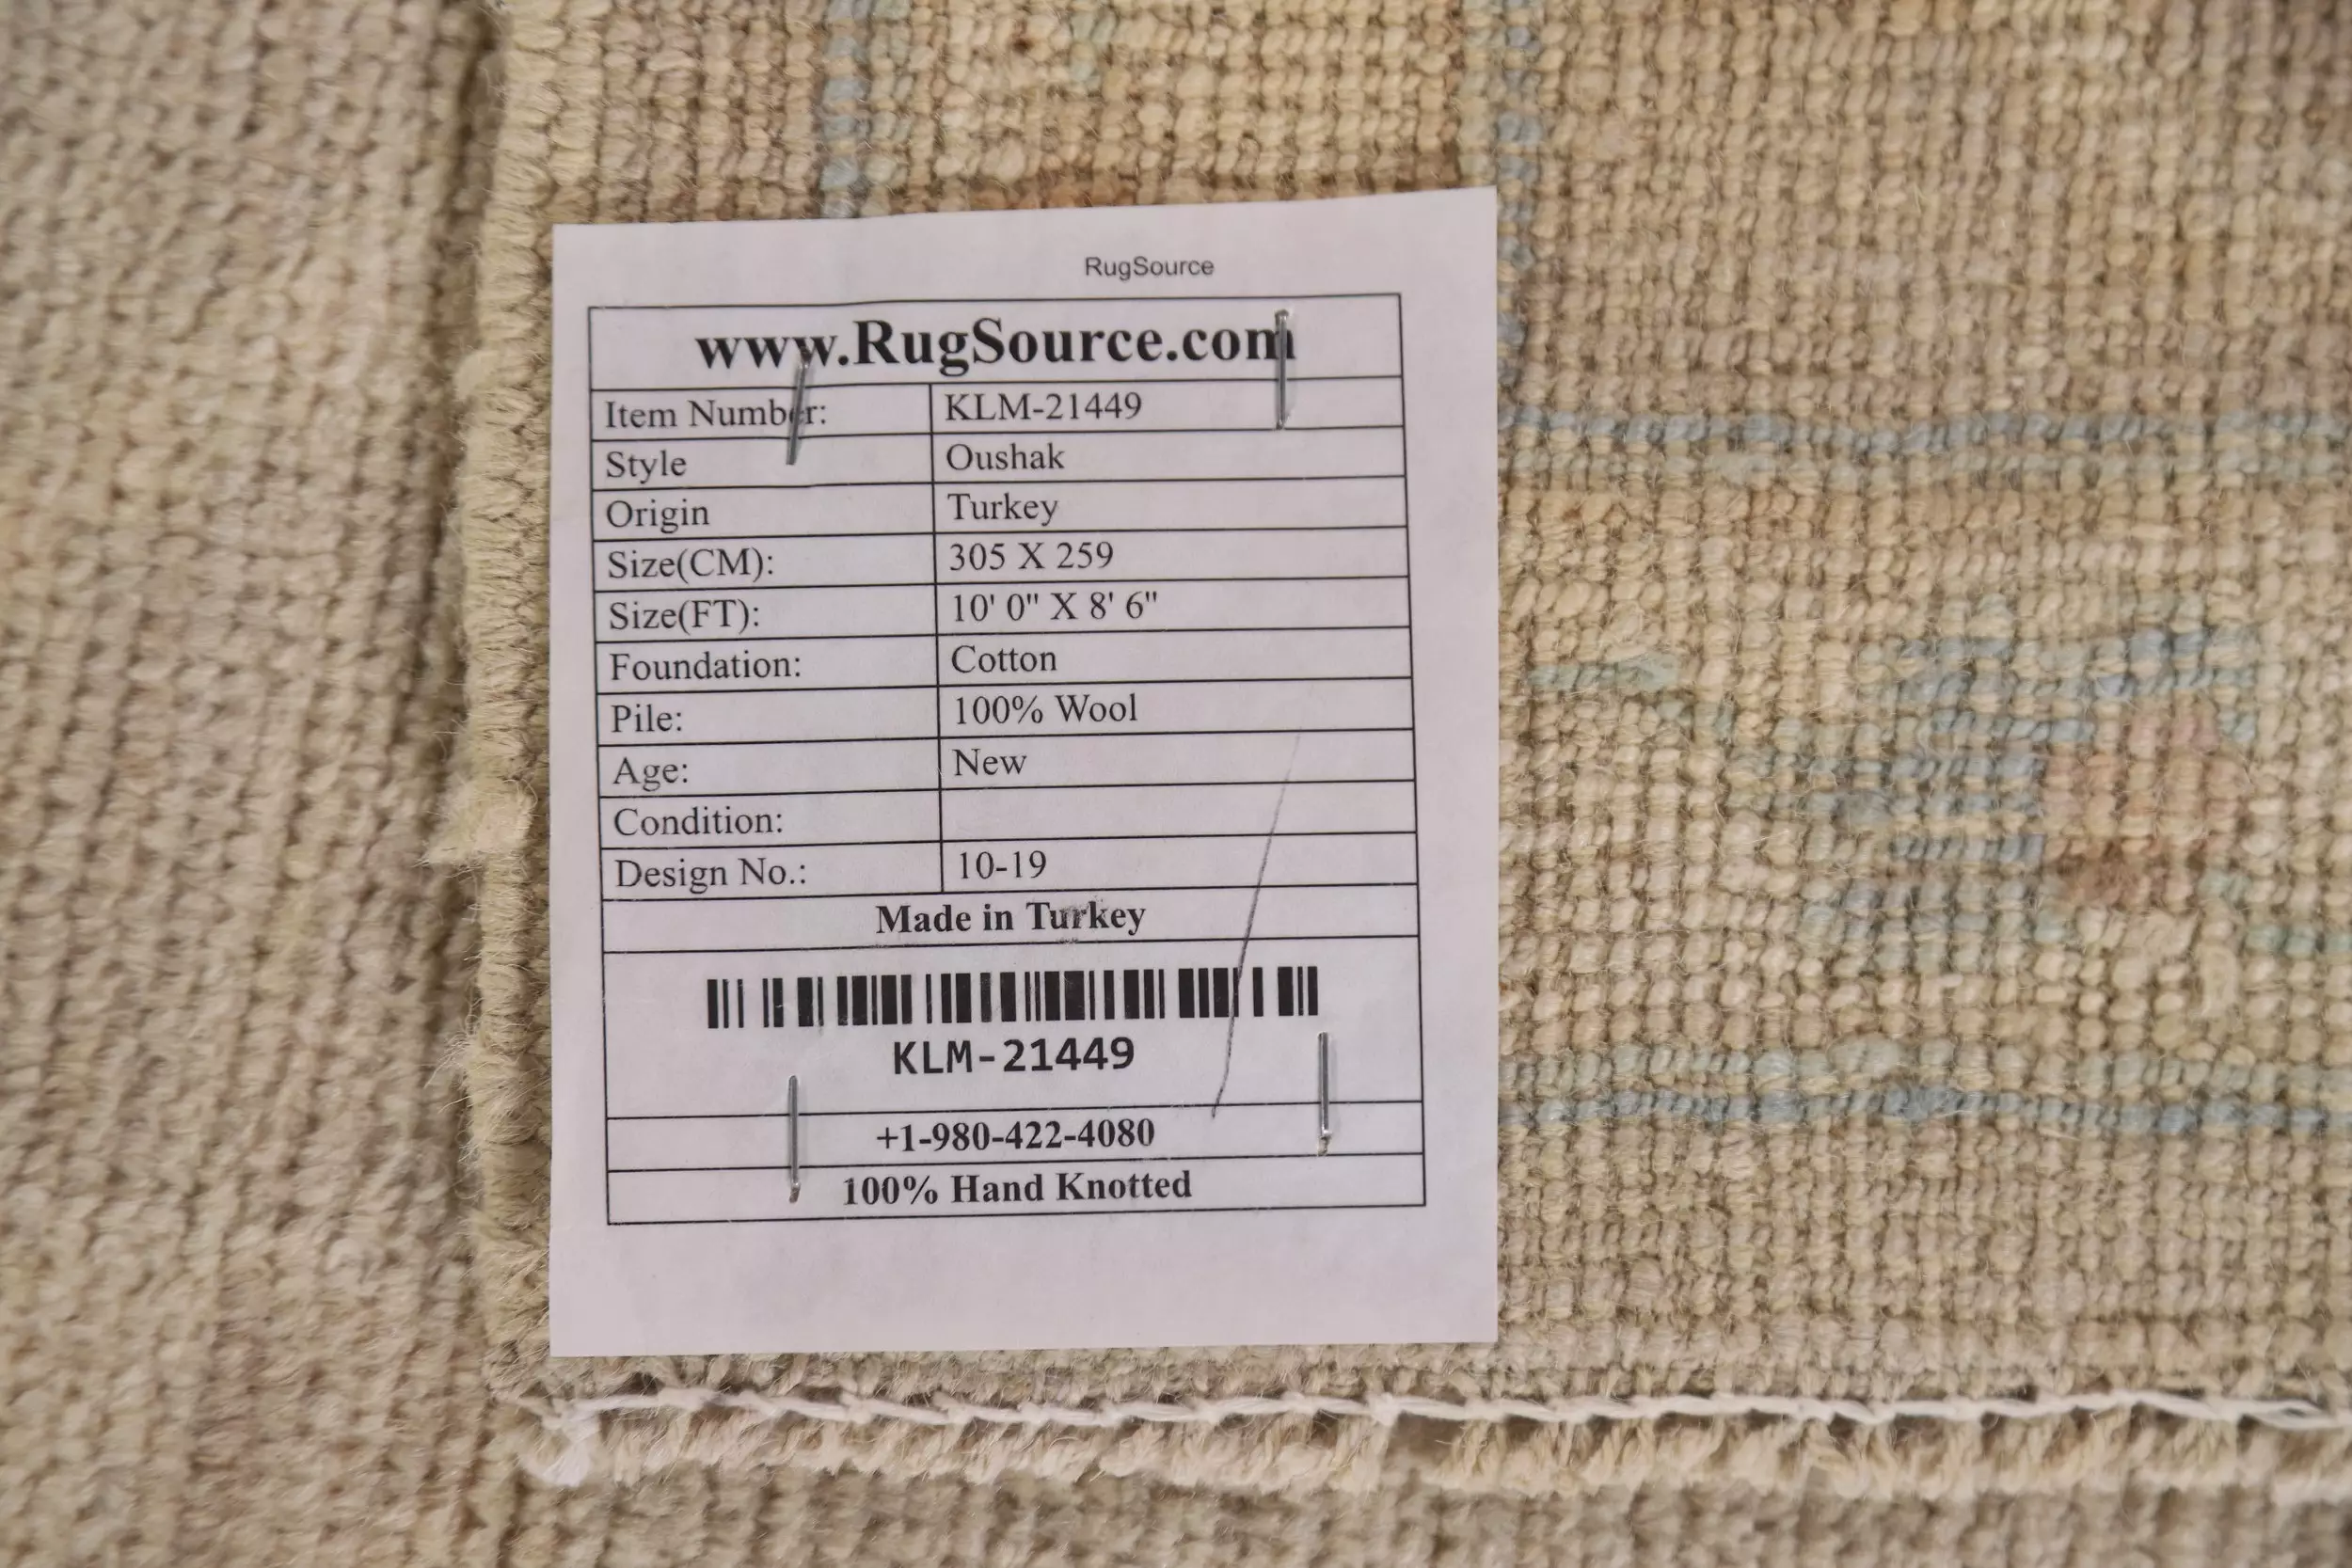 RugSource
www.RugSource.com
Item Number: KLM-21449
Style Oushak
Origin Turkey
Size(CM): 305 X 259
Size(FT): 10' 0" X 8' 6"
Foundation: Cotton
Pile: 100% Wool
Age: New
Condition:
Design No.: 10-19
Made in Turkey
KLM-21449
+1-980-422-4080
100% Hand Knotted